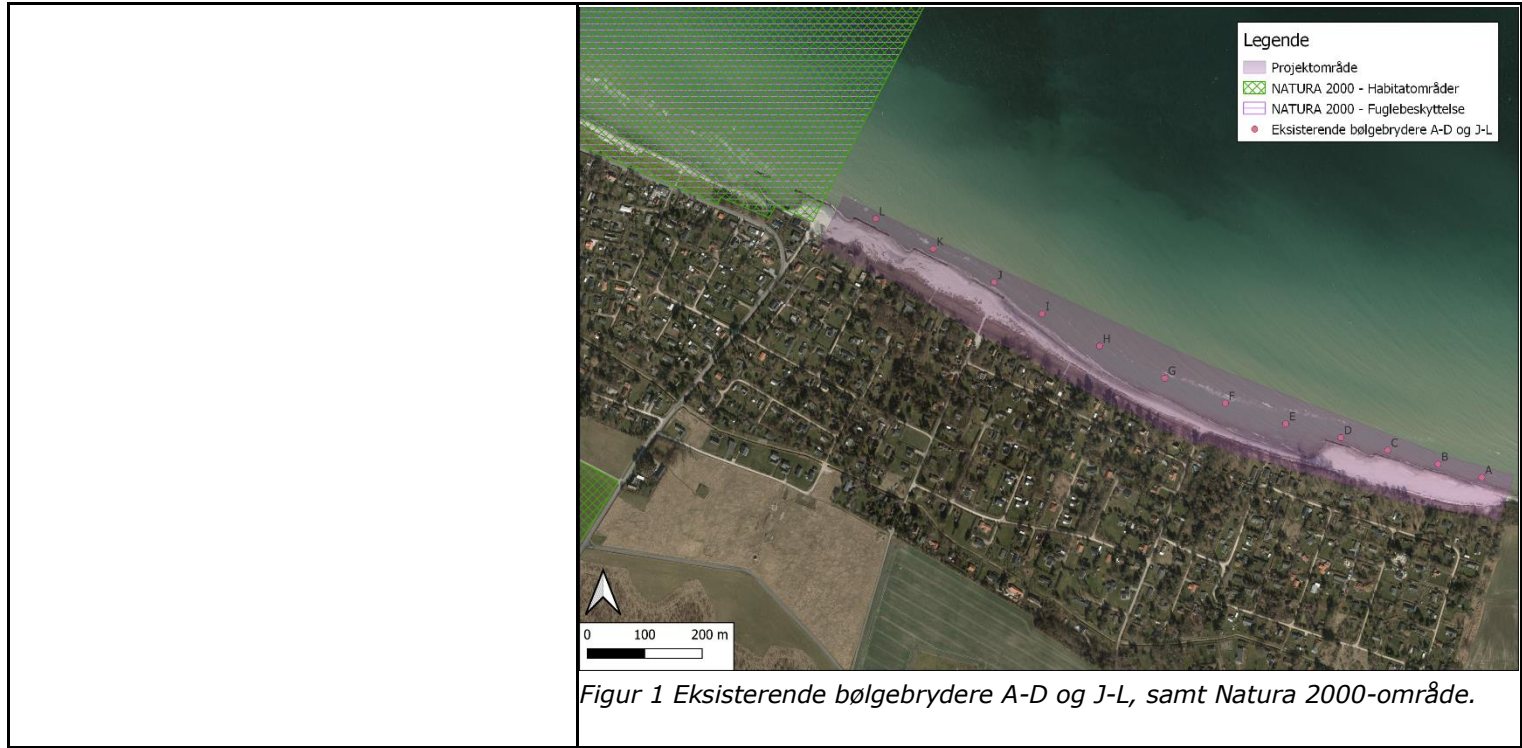 Legende
Projektområde
NATURA 2000 - Habitatområder
NATURA 2000 - Fuglebeskyttelse
Eksisterende bølgebrydere A-D og J-L
L
K
J
I
H
G
F
E
D
C
B
A
0 100 200 m
Figur 1 Eksisterende bølgebrydere A-D og J-L, samt Natura 2000-område.